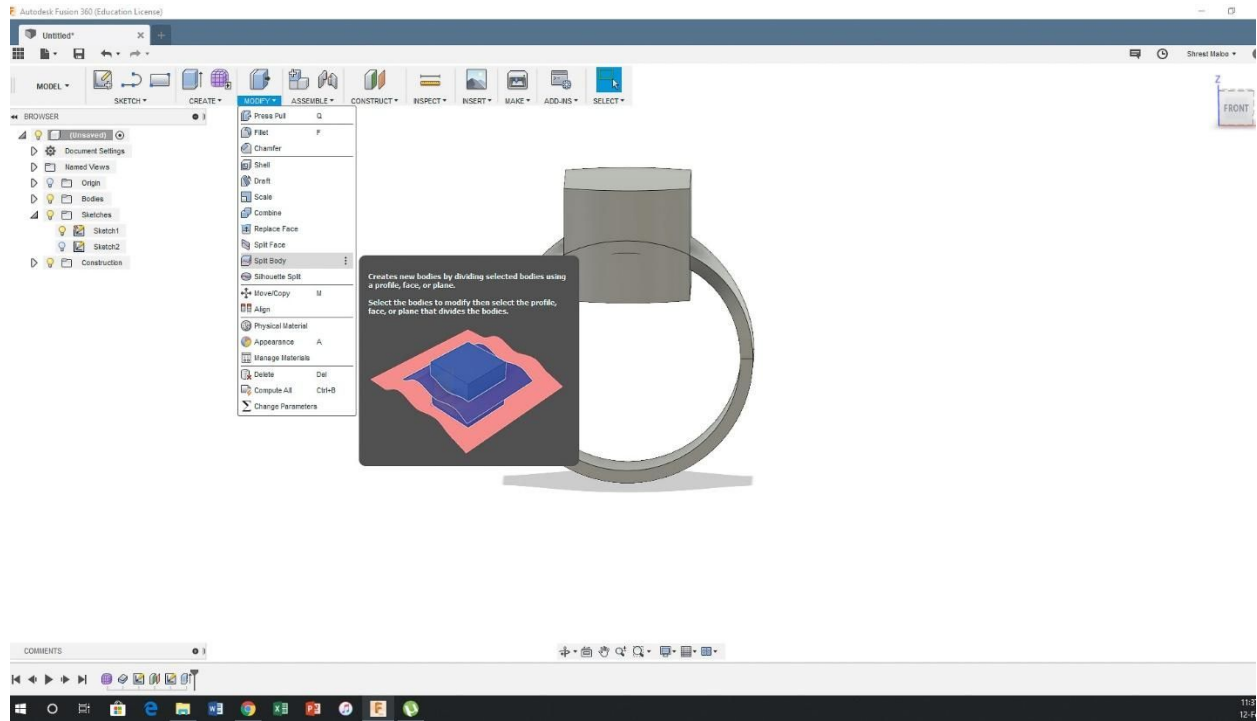 Autodesk Fusion 360 (Education License)
Untitled*
Shrest Maloo
MODEL
SKETCH
CREATE
MODIFY
ASSEMBLE
CONSTRUCT
INSPECT
INSERT
MAKE
ADD-INS
SELECT
Z
FRONT
BROWSER
(Unsaved)
Document Settings
Named Views
Origin
Bodies
Sketches
Sketch1
Sketch2
Construction
Press Pull Q
Fillet F
Chamfer
Shell
Draft
Scale
Combine
Replace Face
Split Face
Split Body
Silhouette Split
Move/Copy M
Align
Physical Material
Appearance A
Manage Materials
Delete Del
Compute All Ctrl+B
Change Parameters
Creates new bodies by dividing selected bodies using
a profile, face, or plane.
Select the bodies to modify then select the profile,
face, or plane that divides the bodies.
COMMENTS